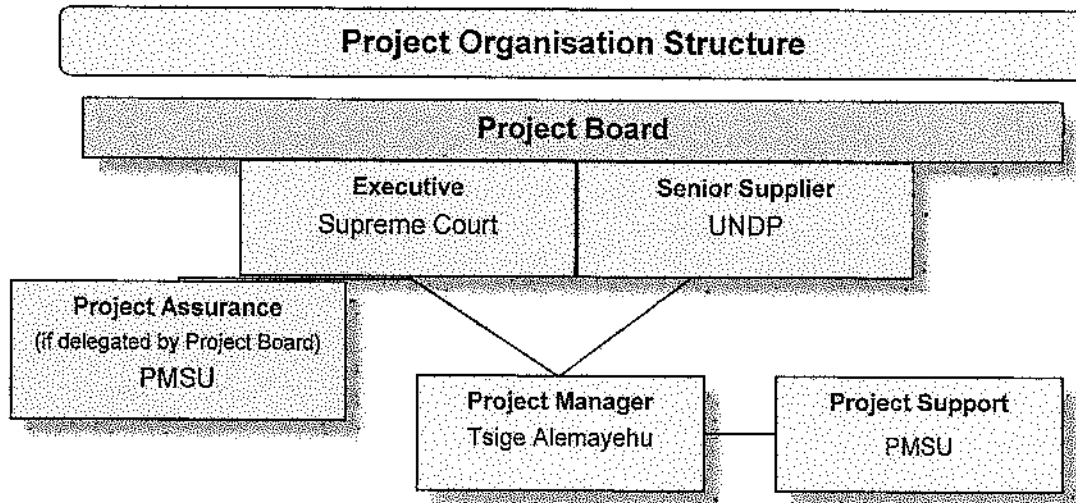 Project Organisation Structure
Project Board
Executive
Supreme Court
Senior Supplier
UNDP
Project Assurance
(if delegated by Project Board)
PMSU
Project Manager
Tsige Alemayehu
Project Support
PMSU